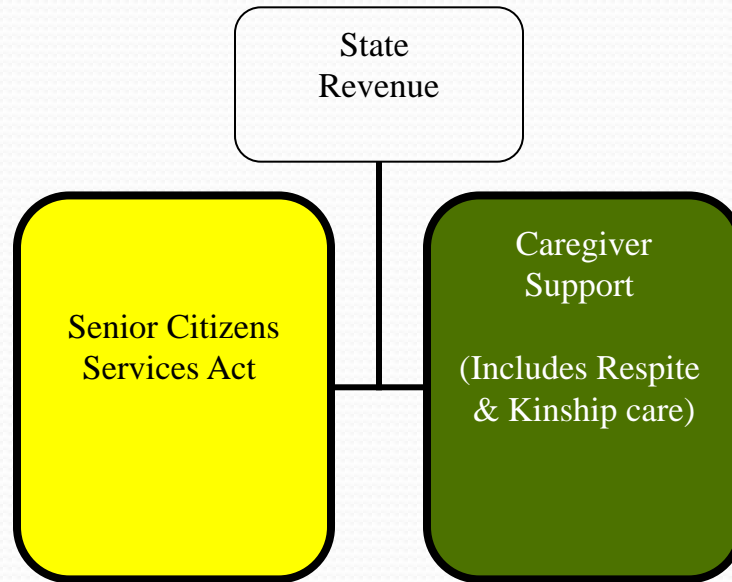 State
Revenue
Senior Citizens
Services Act
Caregiver
Support
(Includes Respite
& Kinship care)